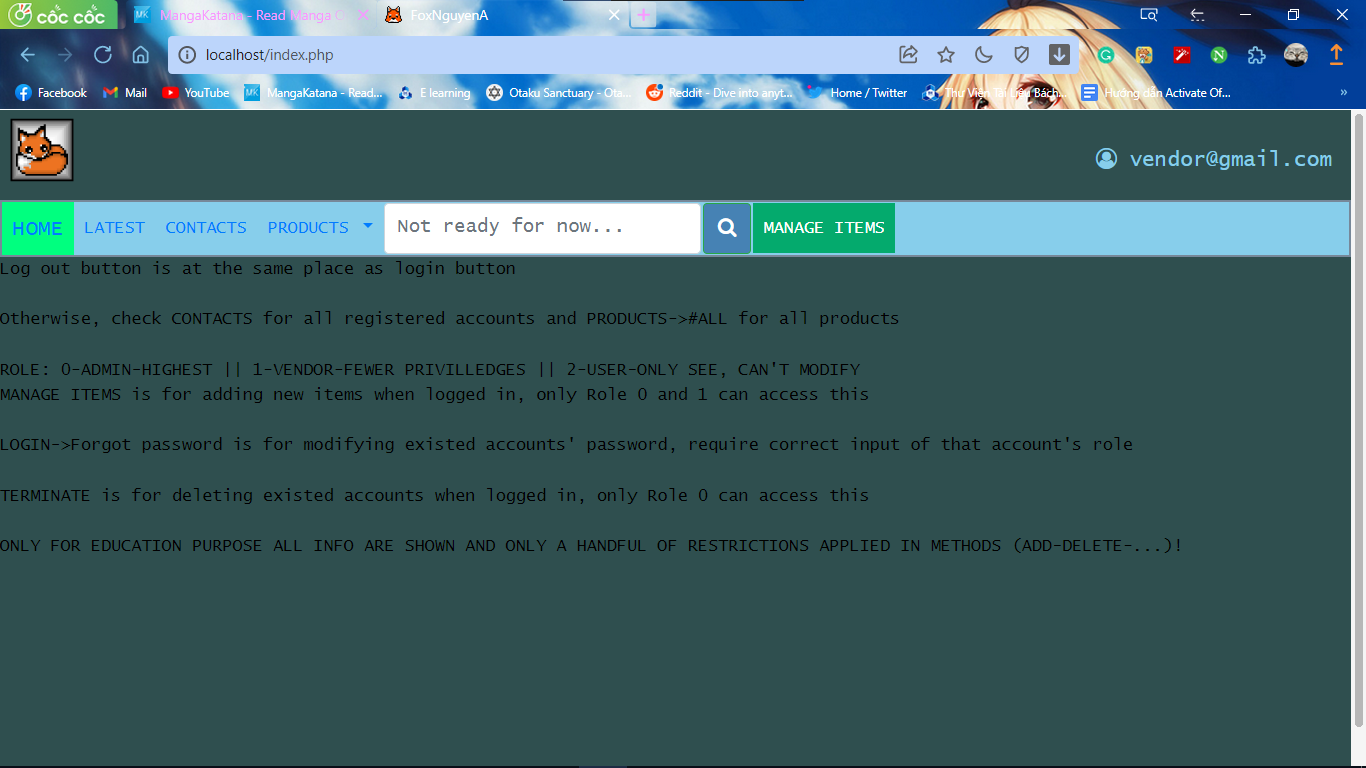 cốc cốc
MK MangaKatana - Read Manga O
FoxNguyenA
localhost/index.php
Facebook
Mail
YouTube
MK MangaKatana - Read...
E learning
Otaku Sanctuary - Ota...
Reddit - Dive into anyt...
Home / Twitter
Thư Viện Tài Liệu Bách...
Hướng dẫn Activate Of...
»
vendor@gmail.com
HOME
LATEST
CONTACTS
PRODUCTS
Not ready for now...
MANAGE ITEMS
Log out button is at the same place as login button
Otherwise, check CONTACTS for all registered accounts and PRODUCTS->#ALL for all products
ROLE: 0-ADMIN-HIGHEST || 1-VENDOR-FEWER PRIVILLEDGES || 2-USER-ONLY SEE, CAN'T MODIFY
MANAGE ITEMS is for adding new items when logged in, only Role 0 and 1 can access this
LOGIN->Forgot password is for modifying existed accounts' password, require correct input of that account's role
TERMINATE is for deleting existed accounts when logged in, only Role 0 can access this
ONLY FOR EDUCATION PURPOSE ALL INFO ARE SHOWN AND ONLY A HANDFUL OF RESTRICTIONS APPLIED IN METHODS (ADD-DELETE-...)!